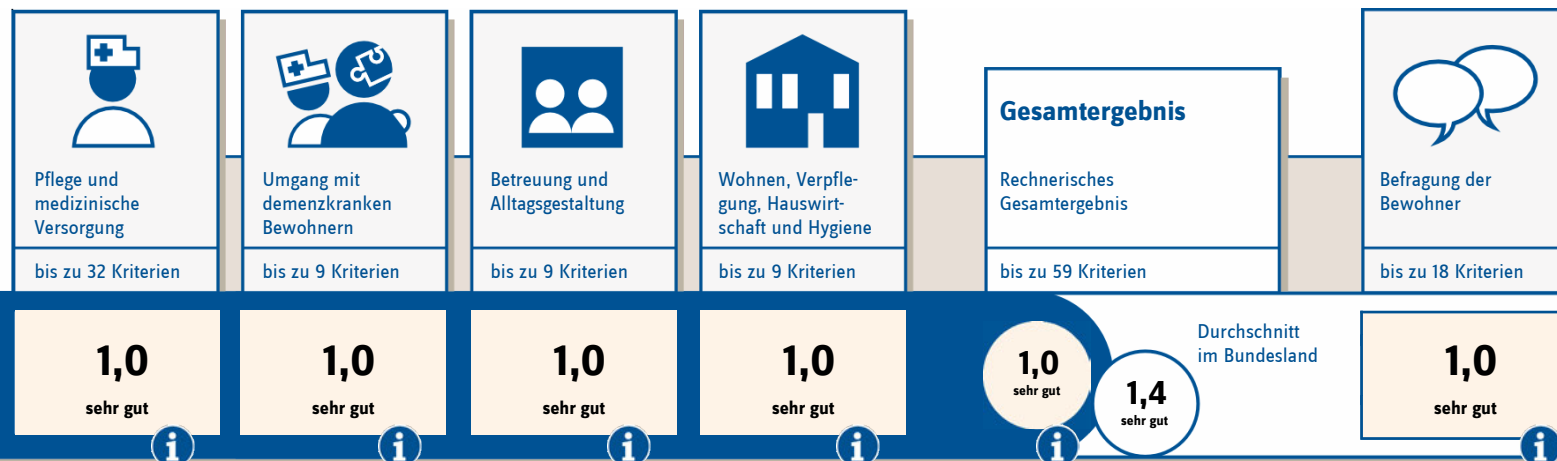 Pflege und
medizinische
Versorgung
bis zu 32 Kriterien
1,0
sehr gut
Umgang mit
demenzkranken
Bewohnern
bis zu 9 Kriterien
1,0
sehr gut
Betreuung und
Alltagsgestaltung
bis zu 9 Kriterien
1,0
sehr gut
Wohnen, Verpfle-
gung, Hauswirt-
schaft und Hygiene
bis zu 9 Kriterien
1,0
sehr gut
Gesamtergebnis
Rechnerisches
Gesamtergebnis
bis zu 59 Kriterien
1,0
sehr gut
Durchschnitt
im Bundesland
1,4
sehr gut
Befragung der
Bewohner
bis zu 18 Kriterien
1,0
sehr gut